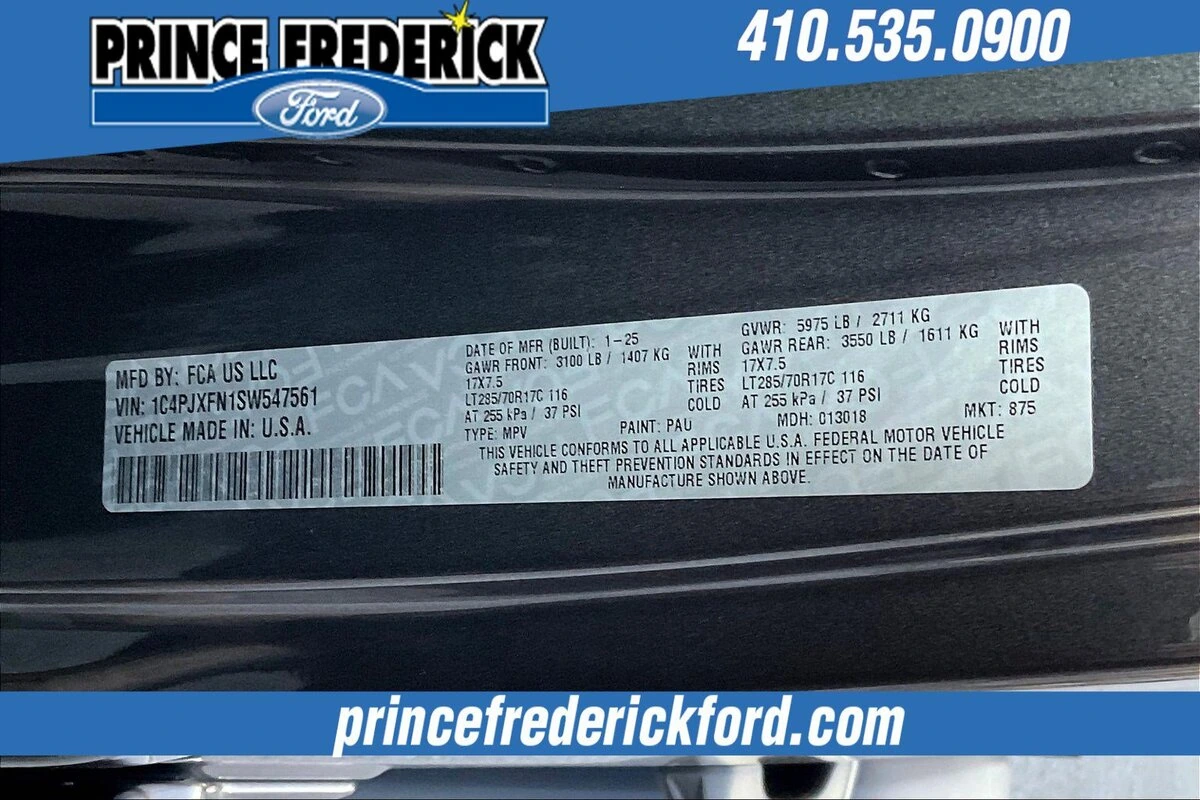 PRINCE FREDERICK
Ford
410.535.0900
MFD BY: FCA US LLC
VIN: 1C4PJXFN1SW547561
VEHICLE MADE IN: U.S.A.
DATE OF MFR (BUILT): 1-25
GAWR FRONT: 3100 LB / 1407 KG WITH
17X7.5 RIMS
LT285/70R17C 116 TIRES
AT 255 kPa / 37 PSI COLD
GVWR: 5975 LB / 2711 KG
GAWR REAR: 3550 LB / 1611 KG WITH
17X7.5 RIMS
LT285/70R17C 116 TIRES
AT 255 kPa / 37 PSI COLD
TYPE: MPV PAINT: PAU MDH: 013018 MKT: 875
THIS VEHICLE CONFORMS TO ALL APPLICABLE U.S.A. FEDERAL MOTOR VEHICLE
SAFETY AND THEFT PREVENTION STANDARDS IN EFFECT ON THE DATE OF
MANUFACTURE SHOWN ABOVE.
princefrederickford.com